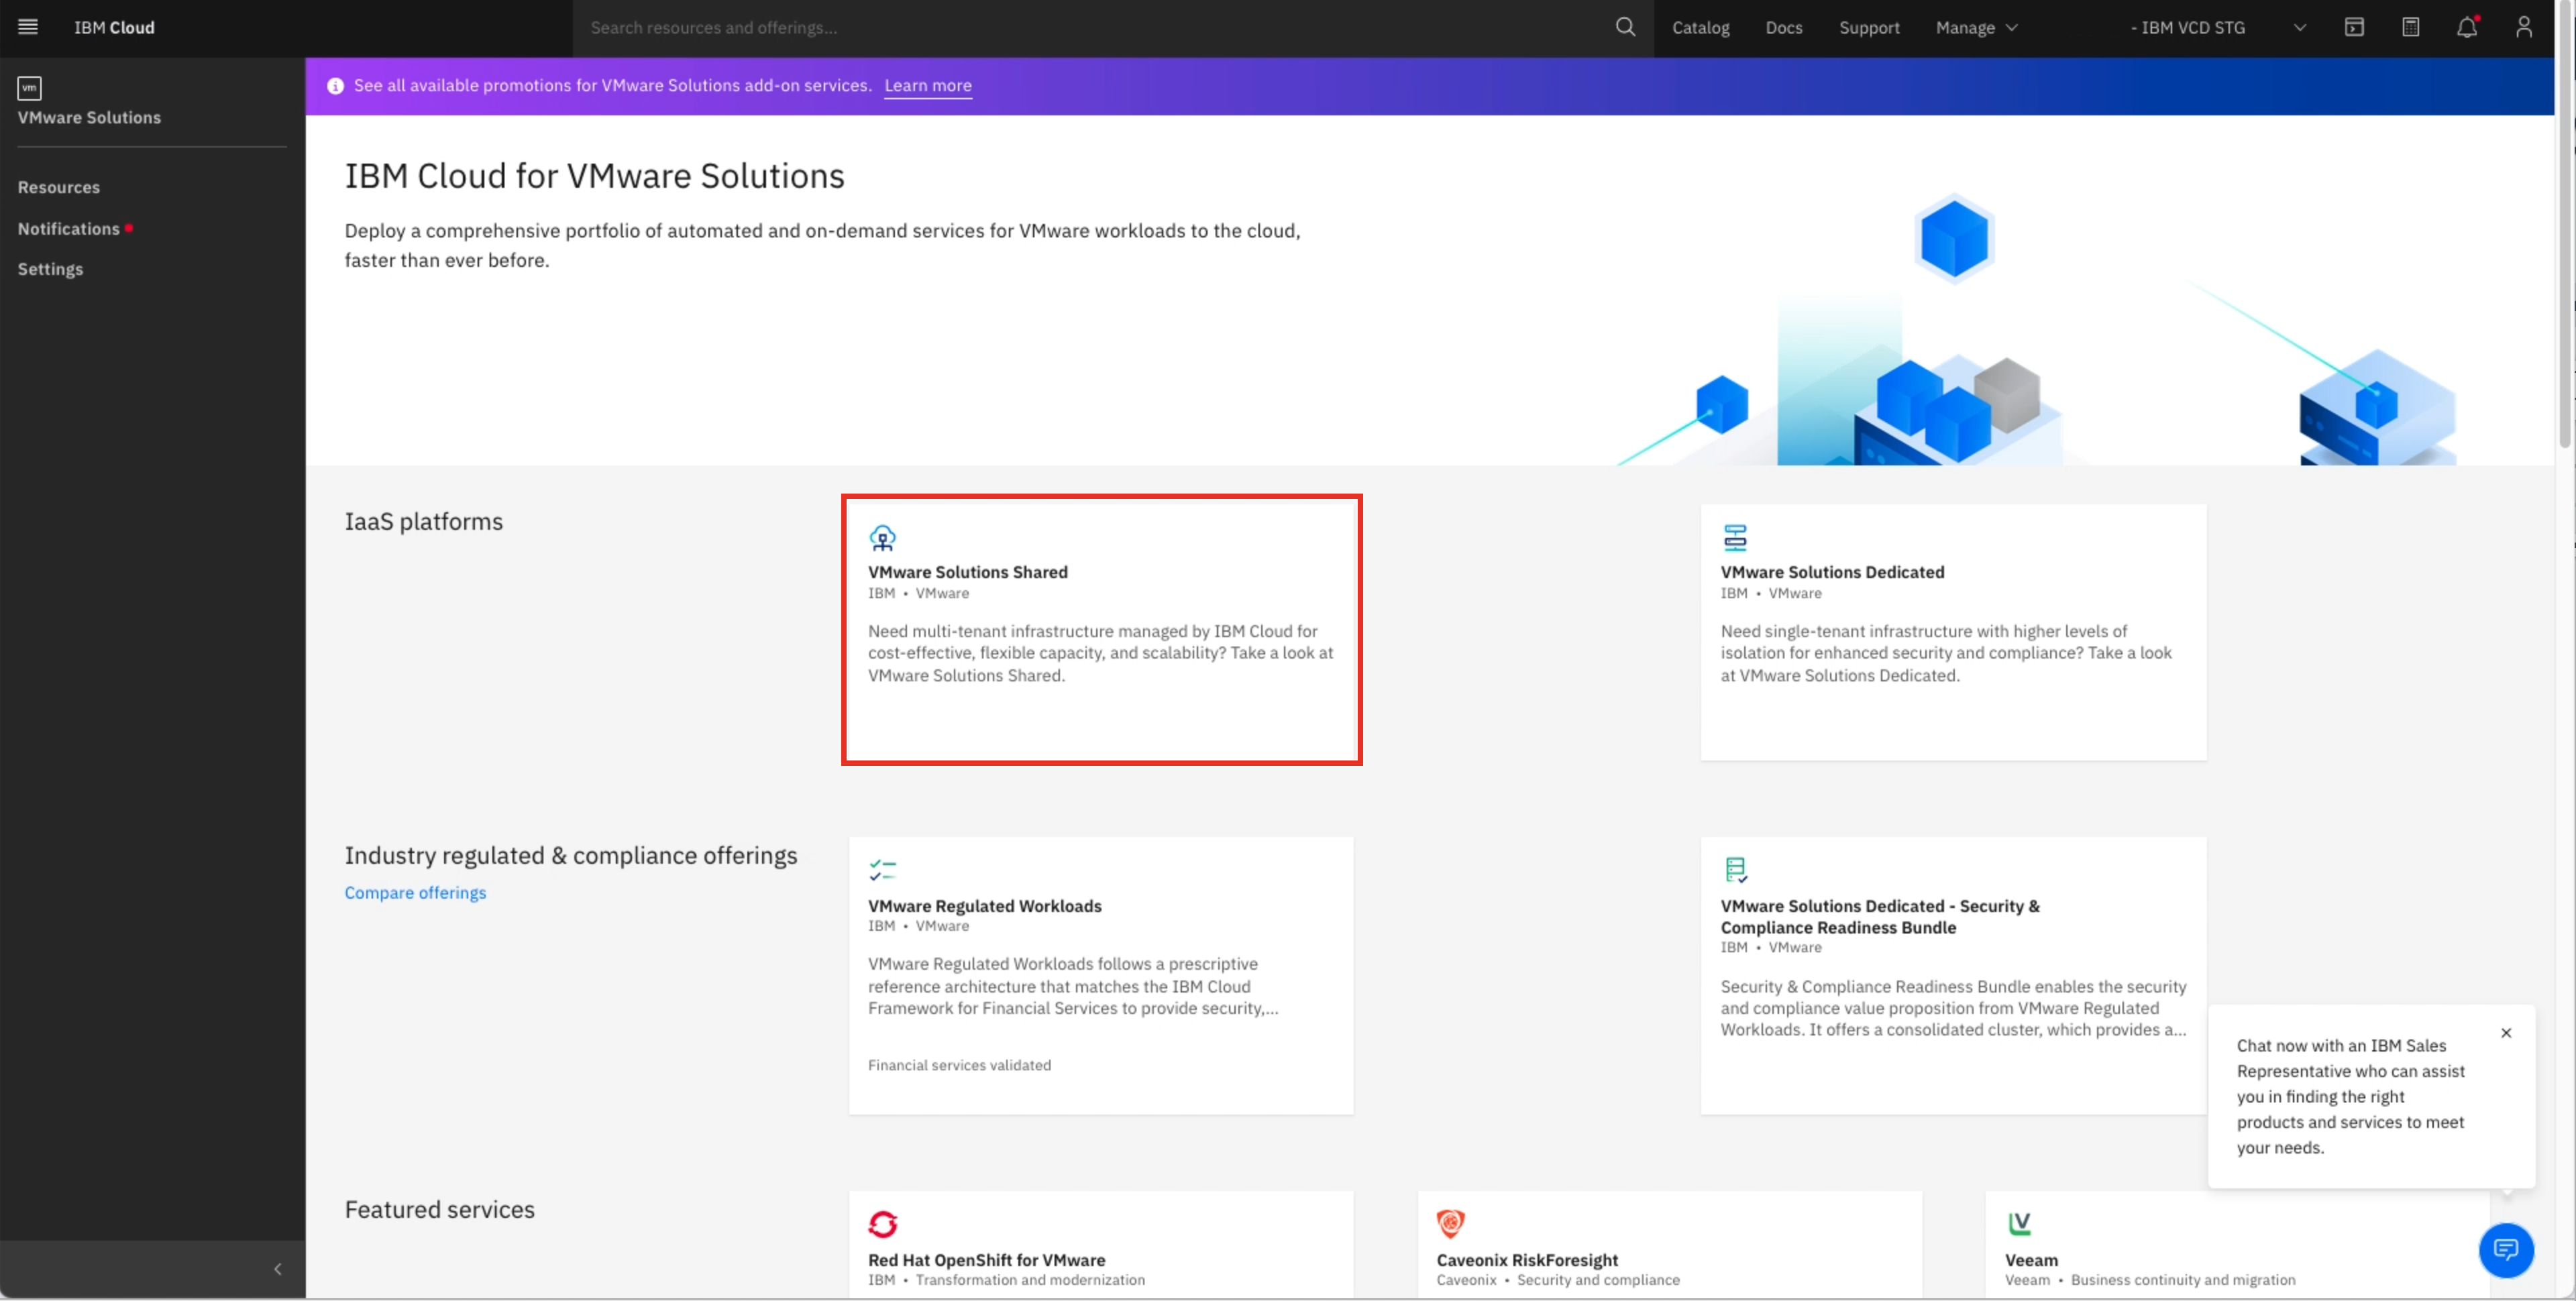 IBM Cloud
Search resources and offerings...
Catalog
Docs
Support
Manage
- IBM VCD STG
vm
VMware Solutions
Resources
Notifications
Settings
See all available promotions for VMware Solutions add-on services. Learn more
IBM Cloud for VMware Solutions
Deploy a comprehensive portfolio of automated and on-demand services for VMware workloads to the cloud,
faster than ever before.
IaaS platforms
VMware Solutions Shared
IBM • VMware
Need multi-tenant infrastructure managed by IBM Cloud for
cost-effective, flexible capacity, and scalability? Take a look at
VMware Solutions Shared.
VMware Solutions Dedicated
IBM • VMware
Need single-tenant infrastructure with higher levels of
isolation for enhanced security and compliance? Take a look
at VMware Solutions Dedicated.
Industry regulated & compliance offerings
Compare offerings
VMware Regulated Workloads
IBM • VMware
VMware Regulated Workloads follows a prescriptive
reference architecture that matches the IBM Cloud
Framework for Financial Services to provide security,...
Financial services validated
VMware Solutions Dedicated - Security &
Compliance Readiness Bundle
IBM • VMware
Security & Compliance Readiness Bundle enables the security
and compliance value proposition from VMware Regulated
Workloads. It offers a consolidated cluster, which provides a...
Chat now with an IBM Sales
Representative who can assist
you in finding the right
products and services to meet
your needs.
Featured services
Red Hat OpenShift for VMware
IBM • Transformation and modernization
Caveonix RiskForesight
Caveonix • Security and compliance
Veeam
Veeam • Business continuity and migration